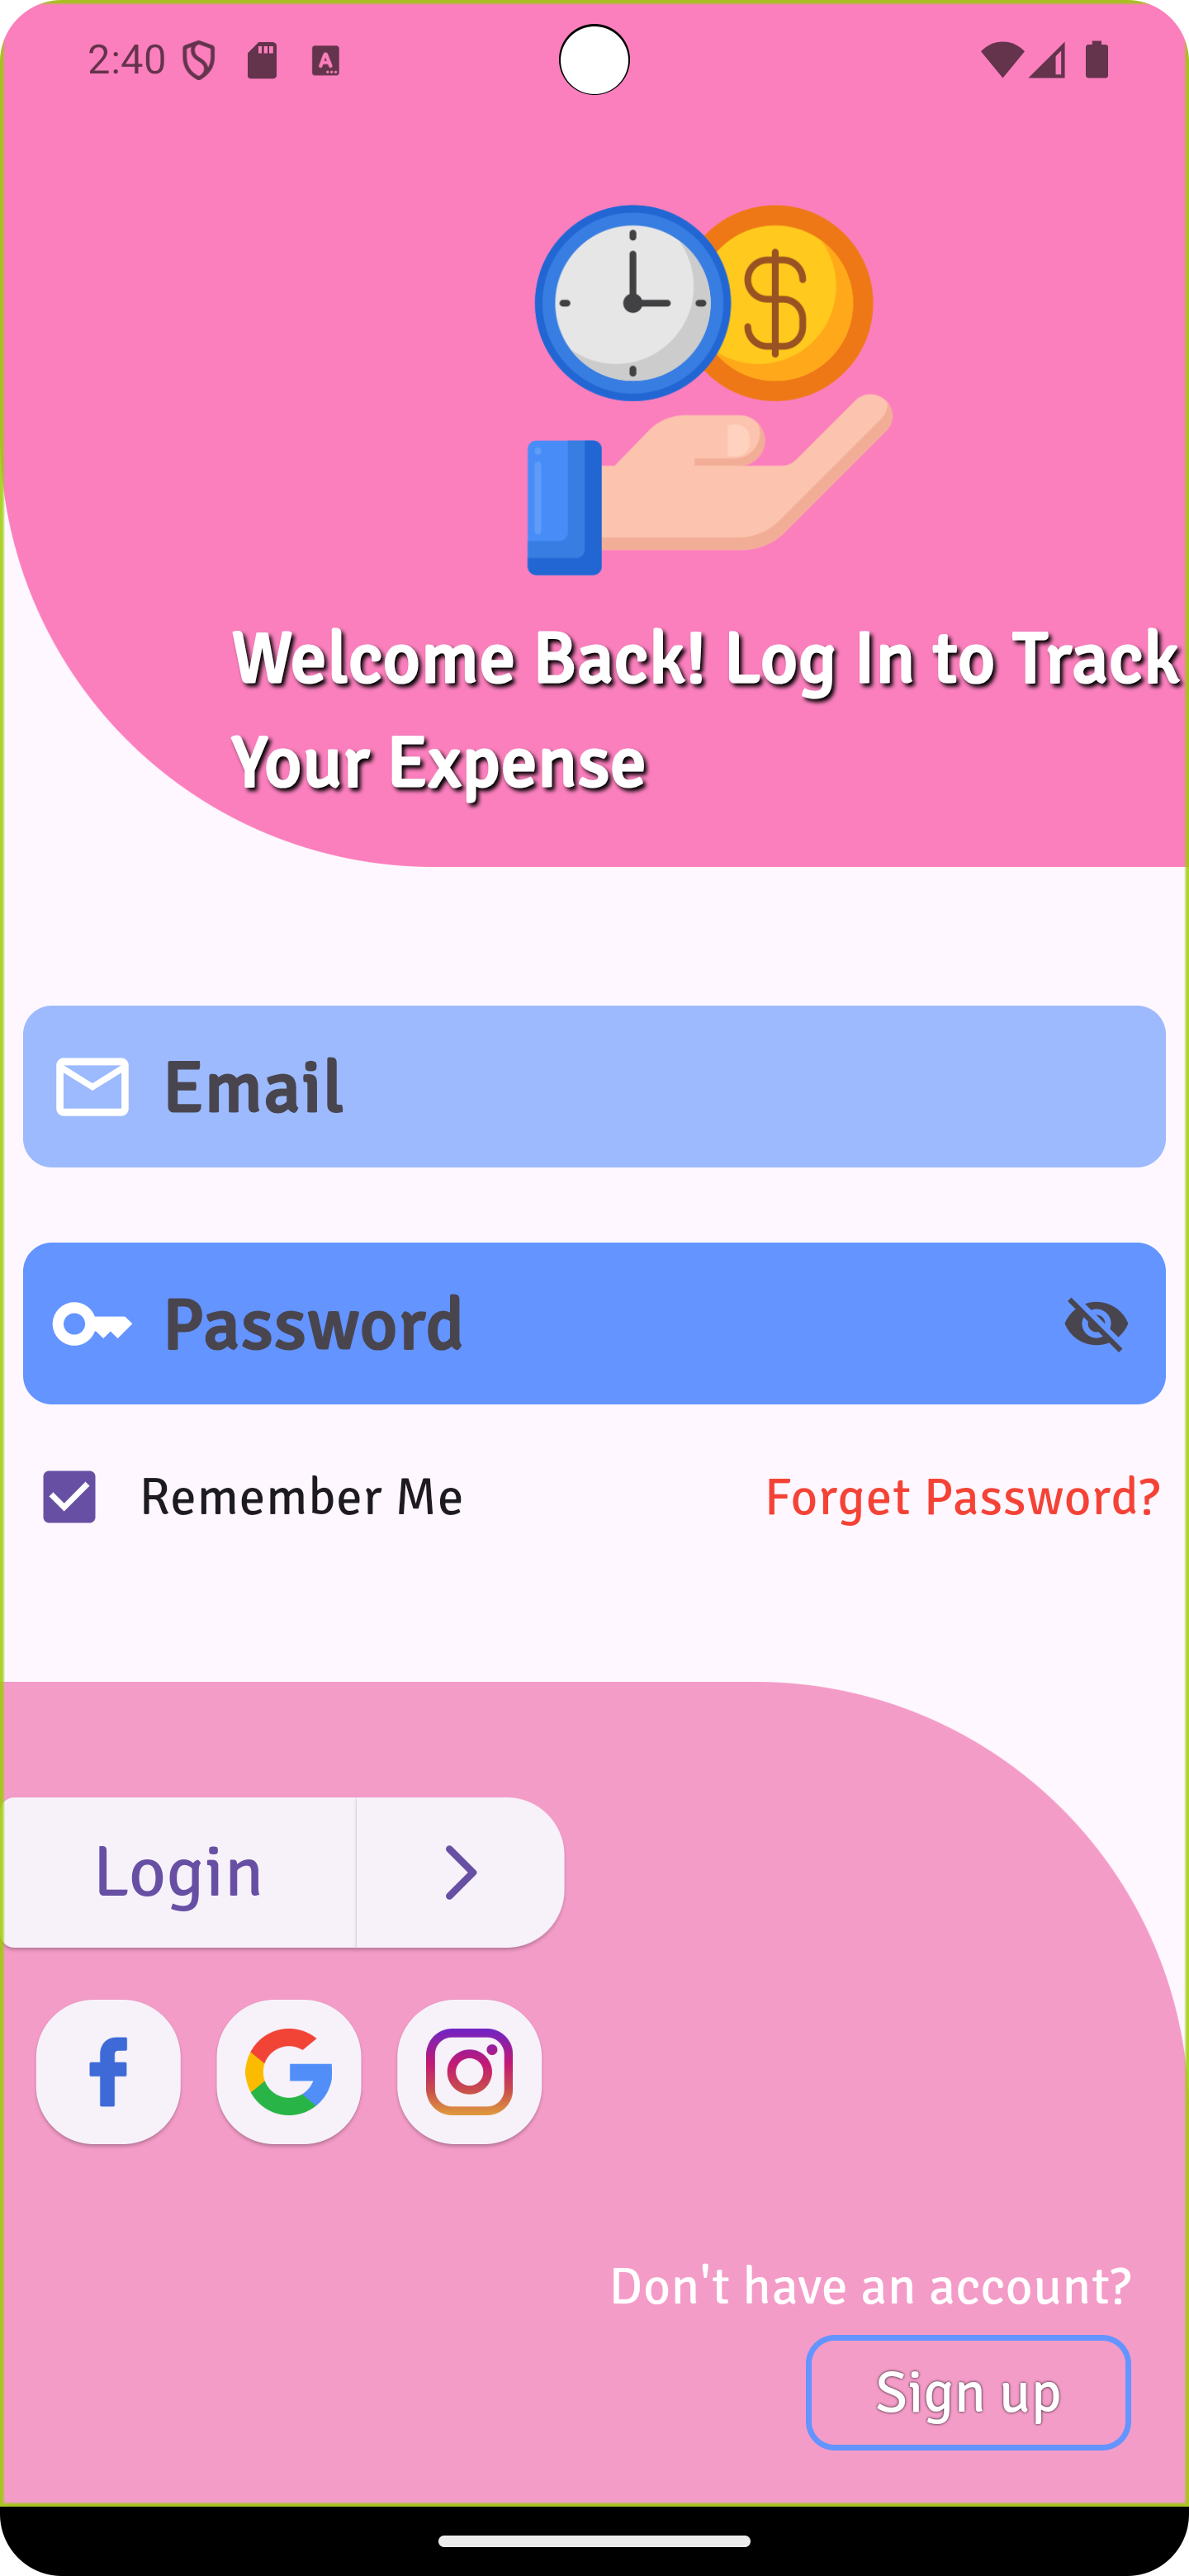 2:40
Welcome Back! Log In to Track
Your Expense
Email
Password
Remember Me
Forget Password?
Login
Don't have an account?
Sign up